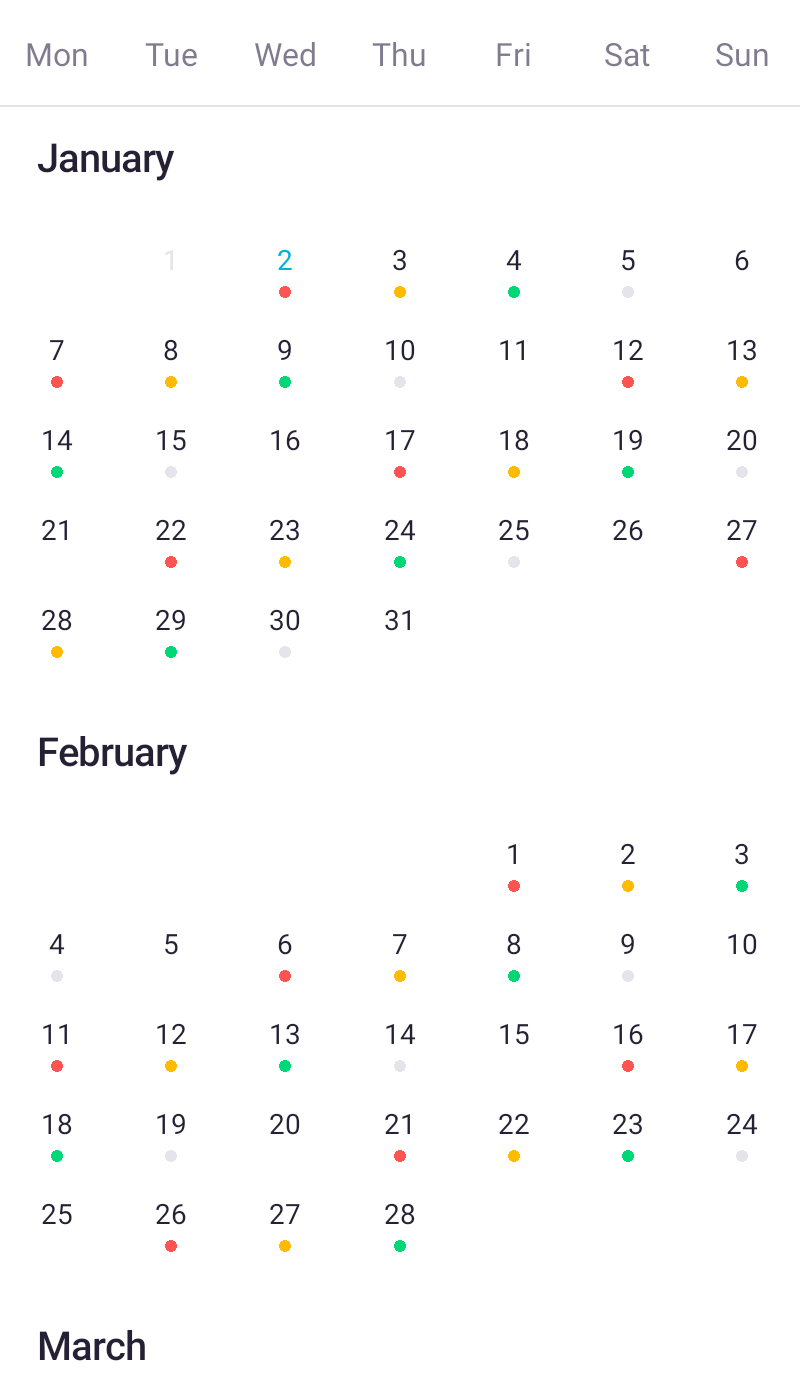 Mon Tue Wed Thu Fri Sat Sun
January
1 2 3 4 5 6
7 8 9 10 11 12 13
14 15 16 17 18 19 20
21 22 23 24 25 26 27
28 29 30 31
February
1 2 3
4 5 6 7 8 9 10
11 12 13 14 15 16 17
18 19 20 21 22 23 24
25 26 27 28
March